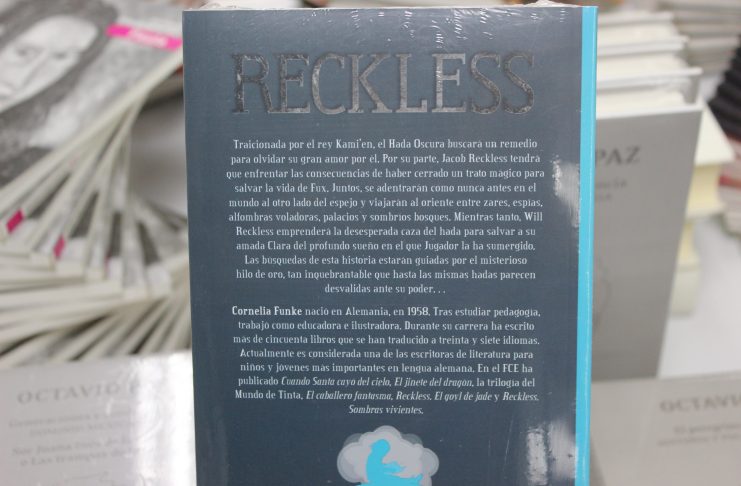 RECKLESS
Traicionada por el rey Kami'en, el Hada Oscura buscará un remedio
para olvidar su gran amor por él. Por su parte, Jacob Reckless tendrá
que enfrentar las consecuencias de haber cerrado un trato mágico para
salvar la vida de Fux. Juntos, se adentrarán como nunca antes en el
mundo al otro lado del espejo y viajarán al oriente entre zares, espías,
alfombras voladoras, palacios y sombríos bosques. Mientras tanto, Will
Reckless emprenderá la desesperada caza del hada para salvar a su
amada Clara del profundo sueño en el que Jugador la ha sumergido.
Las búsquedas de esta historia estarán guiadas por el misterioso
hilo de oro, tan inquebrantable que hasta las mismas hadas parecen
desvalidas ante su poder...
Cornelia Funke nació en Alemania, en 1958. Tras estudiar pedagogía,
trabajó como educadora e ilustradora. Durante su carrera ha escrito
más de cincuenta libros que se han traducido a treinta y siete idiomas.
Actualmente es considerada una de las escritoras de literatura para
niños y jóvenes más importantes en lengua alemana. En el FCE ha
publicado Cuando Santa cayó del cielo, El jinete del dragón, la trilogía del
Mundo de Tinta, El caballero fantasma, Reckless. El goyl de jade y Reckless.
Sombras vivientes.
PAZ
OCTAVIO
OCTAVIO